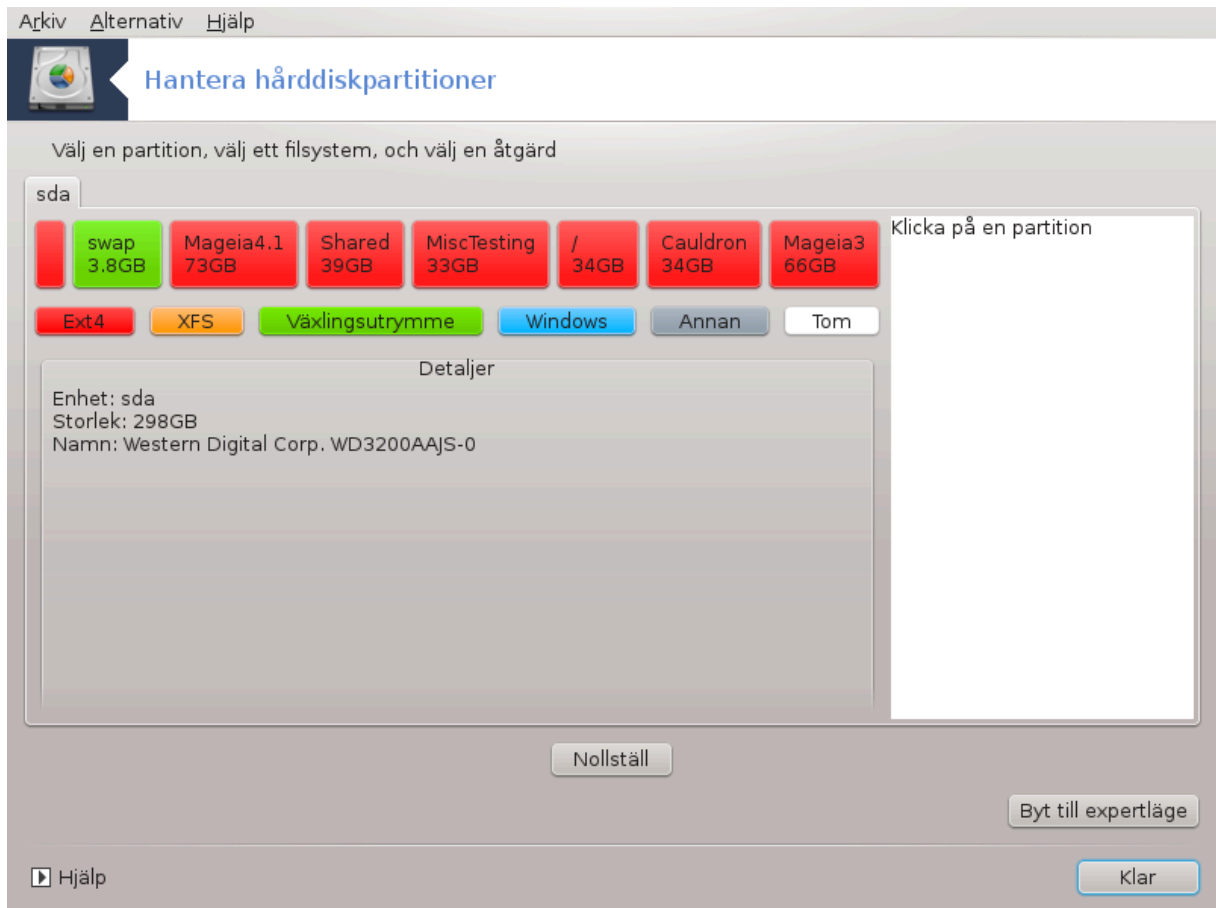 Arkiv Alternativ Hjälp
Hantera hårddiskpartitioner
Välj en partition, välj ett filsystem, och välj en åtgärd
sda
swap Mageia4.1 Shared MiscTesting / Cauldron Mageia3
3.8GB 73GB 39GB 33GB 34GB 34GB 66GB
Klicka på en partition
Ext4 XFS Växlingsutrymme Windows Annan Tom
Detaljer
Enhet: sda
Storlek: 298GB
Namn: Western Digital Corp. WD3200AAJS-0
Nollställ
Byt till expertläge
Hjälp Klar